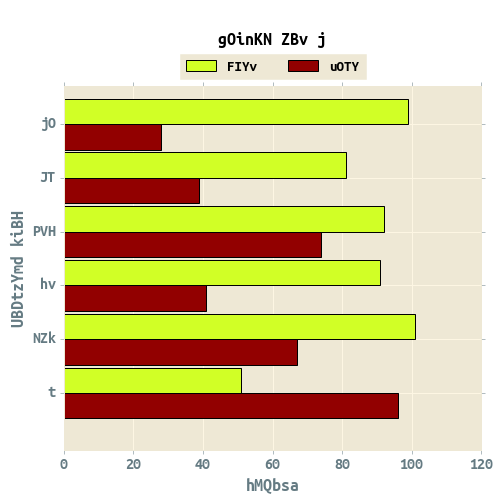 gOinKN ZBv j
FIYv
uOTY
UBDtzYmd kiBH
jO
JT
PVH
hv
NZk
t
0 20 40 60 80 100 120
hMQbsa